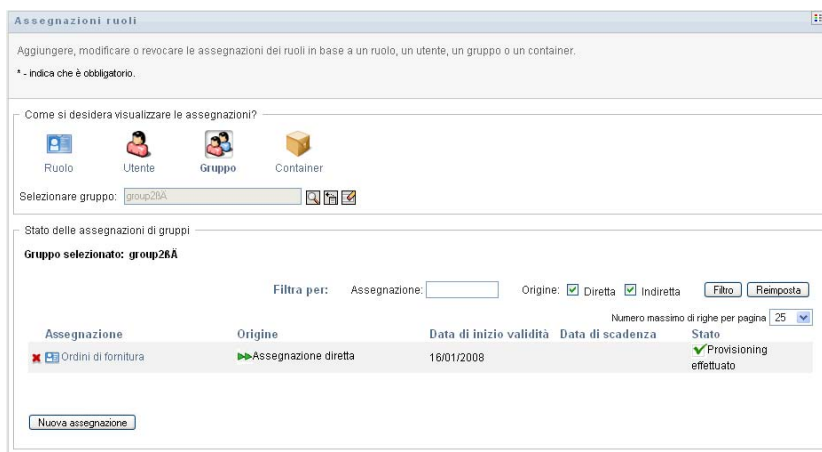 Assegnazioni ruoli
Aggiungere, modificare o revocare le assegnazioni dei ruoli in base a un ruolo, un utente, un gruppo o un container.
* - indica che è obbligatorio.
Come si desidera visualizzare le assegnazioni?
Ruolo Utente Gruppo Container
Selezionare gruppo: group2ßÄ
Stato delle assegnazioni di gruppi
Gruppo selezionato: group2ßÄ
Filtra per: Assegnazione: Origine: Diretta Indiretta Filtro Reimposta
Numero massimo di righe per pagina 25
Assegnazione Origine Data di inizio validità Data di scadenza Stato
Ordini di fornitura Assegnazione diretta 16/01/2008 Provisioning
effettuato
Nuova assegnazione